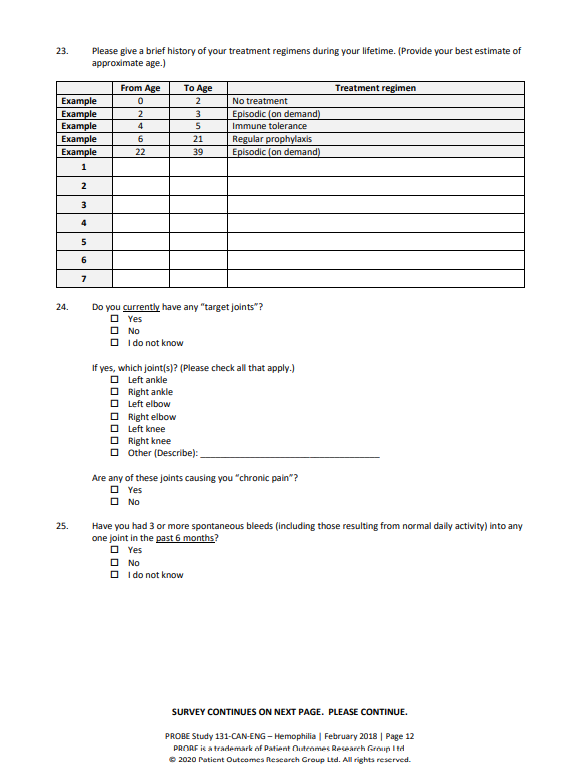 23. Please give a brief history of your treatment regimens during your lifetime. (Provide your best estimate of
approximate age.)
From Age To Age Treatment regimen
Example 0 2 No treatment
Example 2 3 Episodic (on demand)
Example 4 5 Immune tolerance
Example 6 21 Regular prophylaxis
Example 22 39 Episodic (on demand)
1
2
3
4
5
6
7
24. Do you currently have any “target joints”?
☐ Yes
☐ No
☐ I do not know
If yes, which joint(s)? (Please check all that apply.)
☐ Left ankle
☐ Right ankle
☐ Left elbow
☐ Right elbow
☐ Left knee
☐ Right knee
☐ Other (Describe): ___________________________________
Are any of these joints causing you “chronic pain”?
☐ Yes
☐ No
25. Have you had 3 or more spontaneous bleeds (including those resulting from normal daily activity) into any
one joint in the past 6 months?
☐ Yes
☐ No
☐ I do not know
SURVEY CONTINUES ON NEXT PAGE. PLEASE CONTINUE.
PROBE Study 131-CAN-ENG – Hemophilia | February 2018 | Page 12
PROBE is a trademark of Patient Outcomes Research Group Ltd
© 2020 Patient Outcomes Research Group Ltd. All rights reserved.